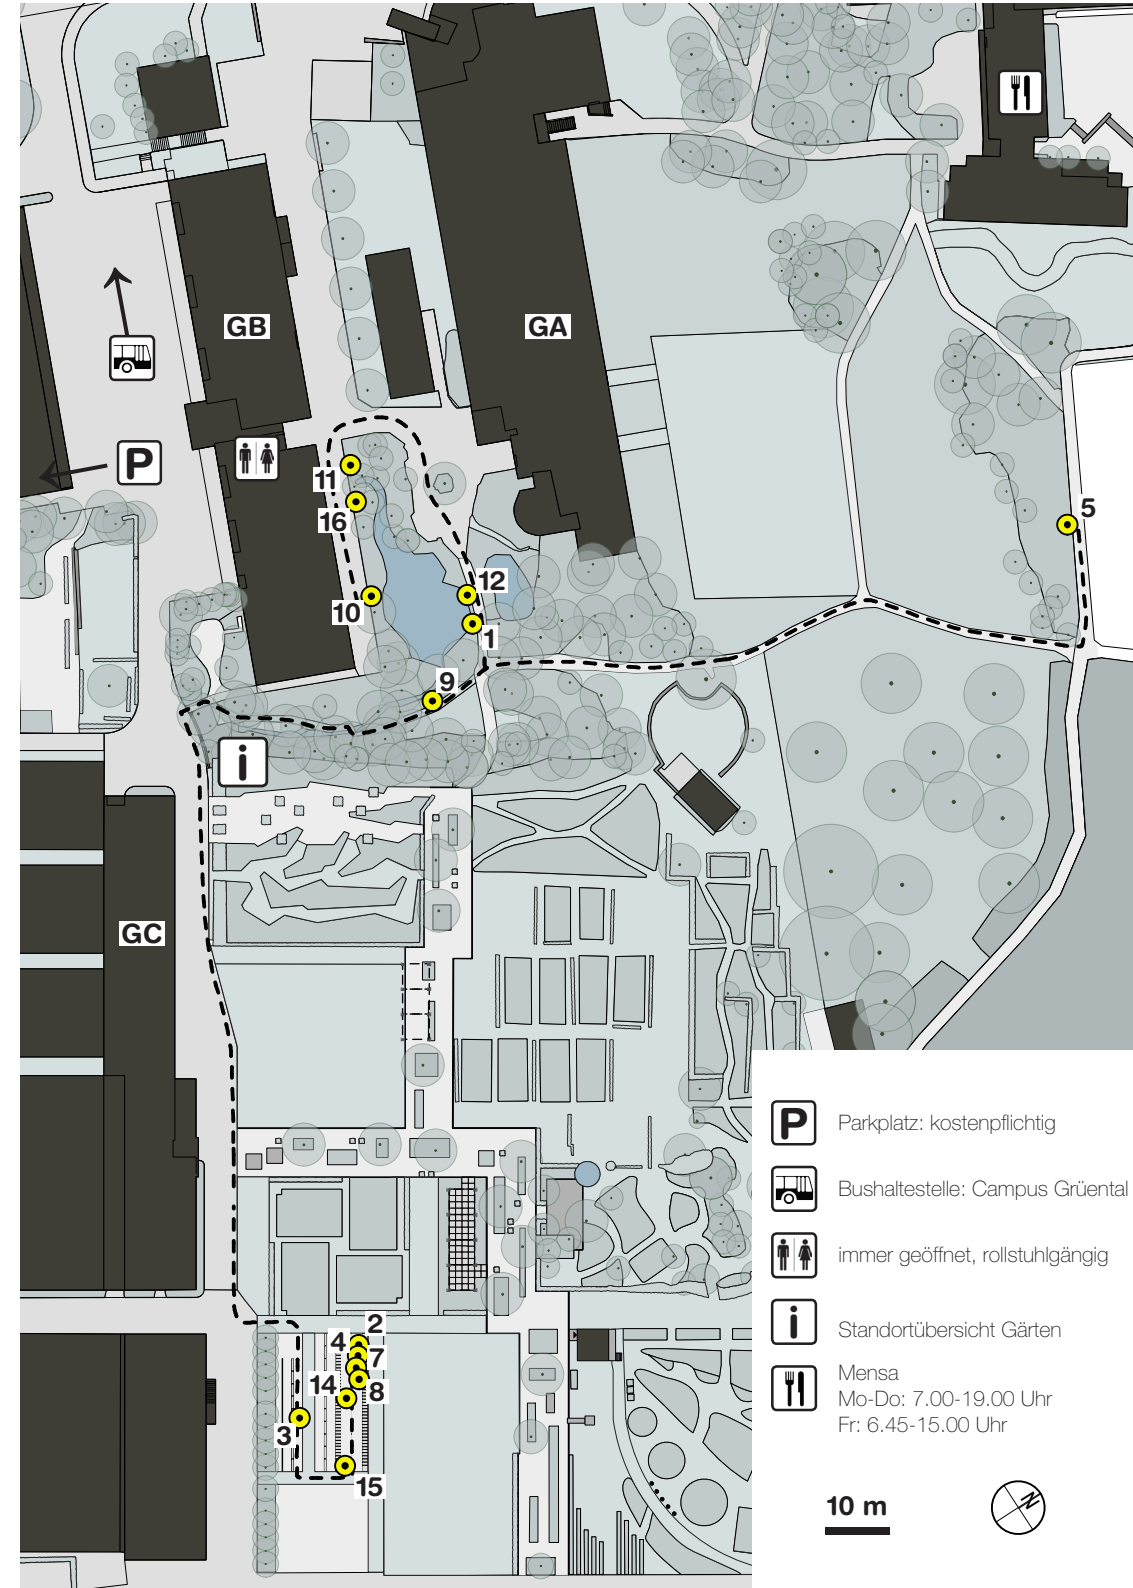 GB
GA
P
11
16
10
12
1
9
5
i
GC
2
4
7
14
8
3
15
P
Parkplatz: kostenpflichtig
Bushaltestelle: Campus Grüental
immer geöffnet, rollstuhlgängig
i
Standortübersicht Gärten
Mensa
Mo-Do: 7.00-19.00 Uhr
Fr: 6.45-15.00 Uhr
10 m
N